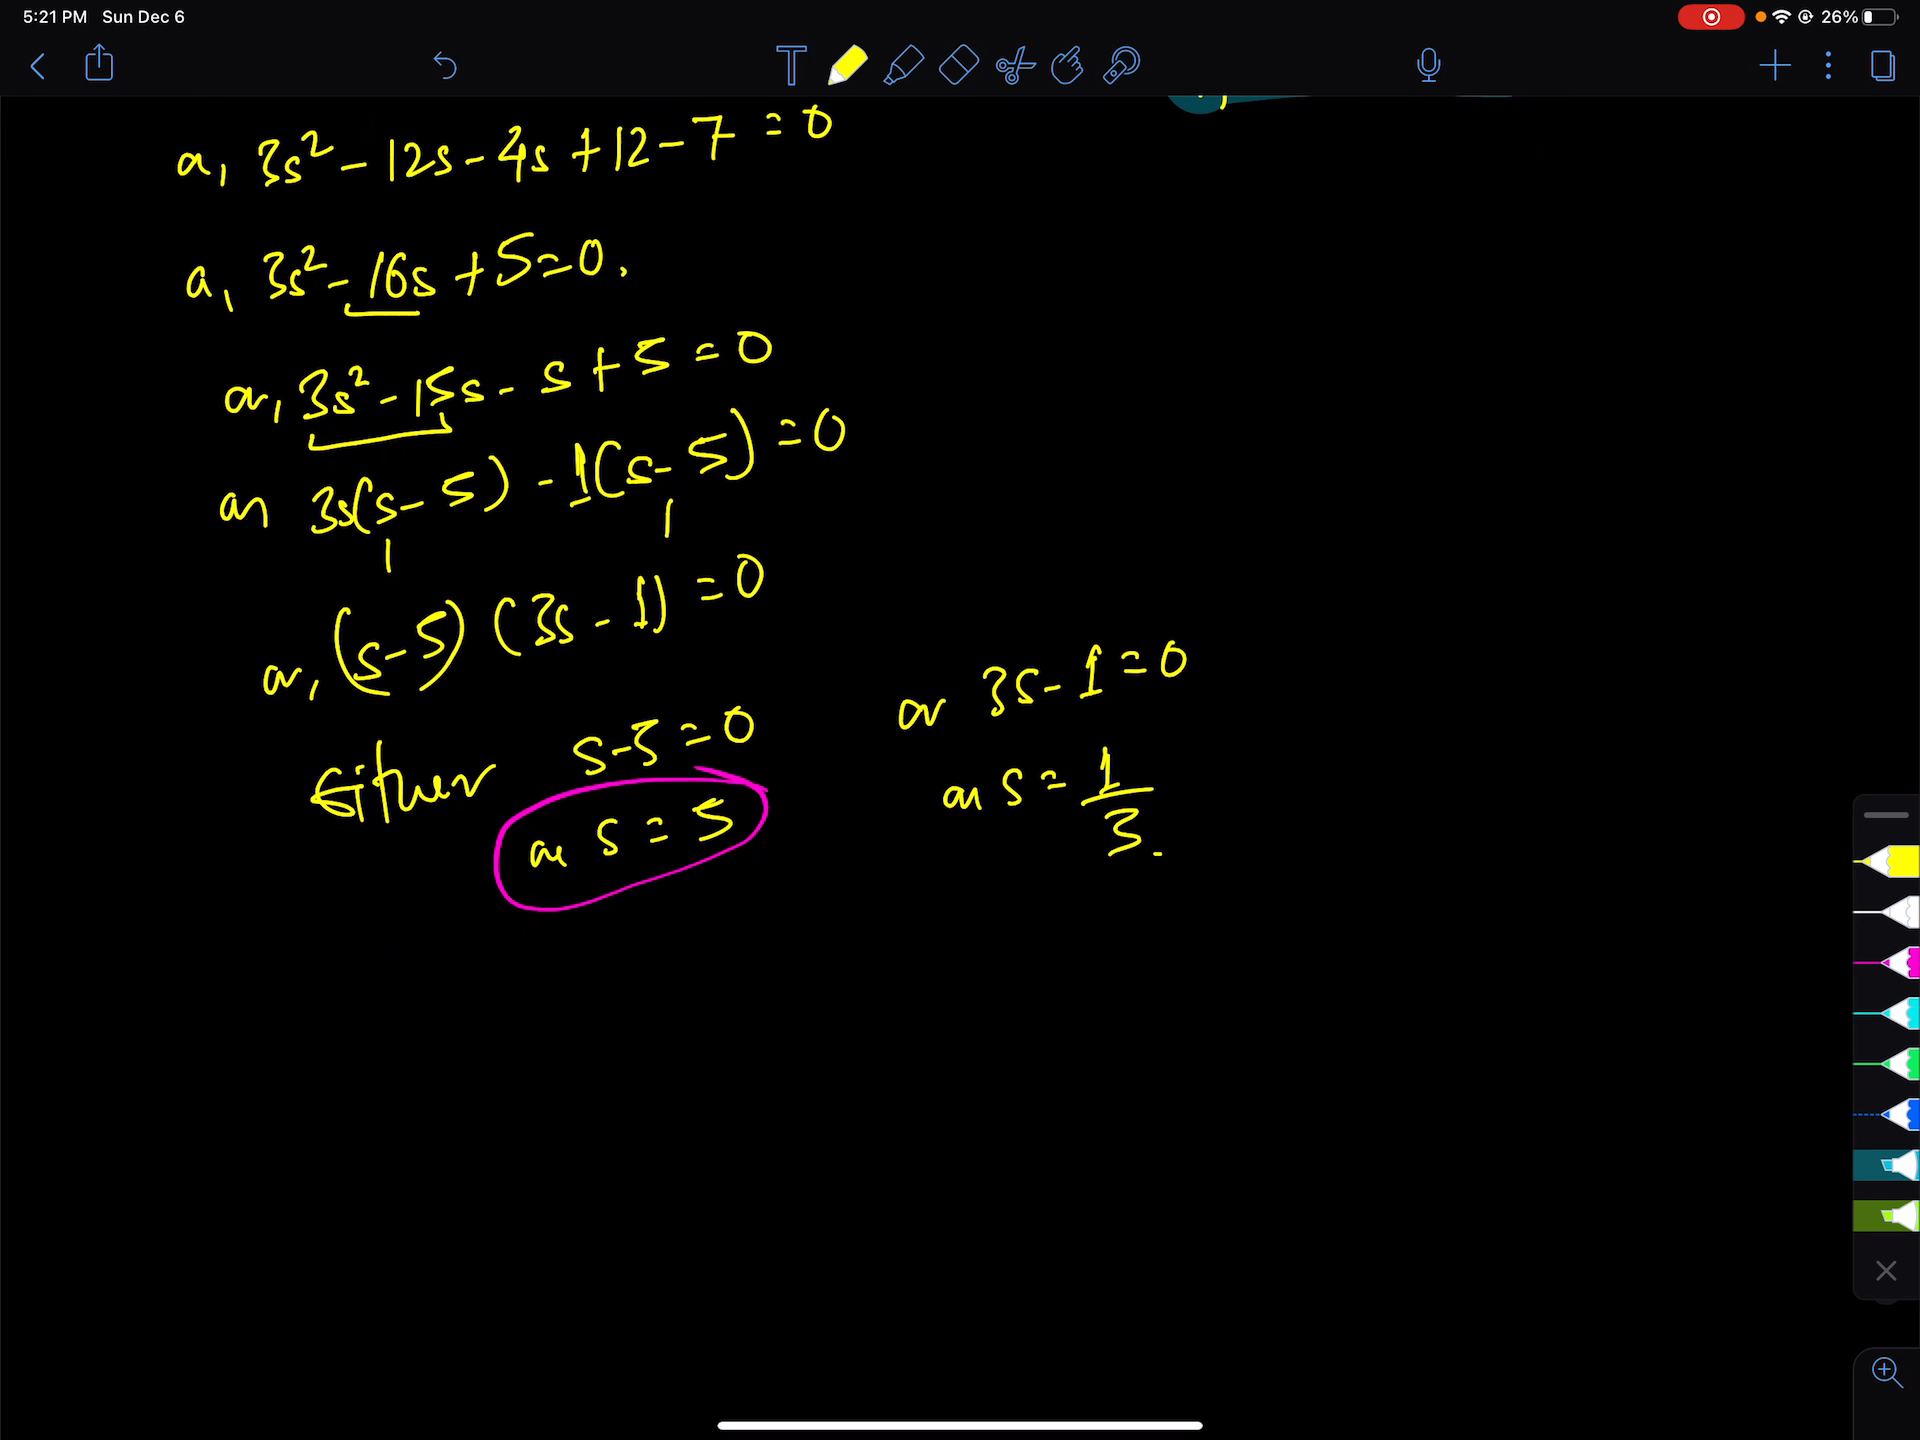 5:21 PM Sun Dec 6
26%
or, 3s² - 12s - 4s + 12 - 7 = 0
or, 3s² - 16s + 5 = 0.
or, 3s² - 15s - s + 5 = 0
or 3s(s - 5) - 1(s - 5) = 0
or, (s - 5) (3s - 1) = 0
Either s - 5 = 0
or 3s - 1 = 0
or s = 5
or s = 1/3.